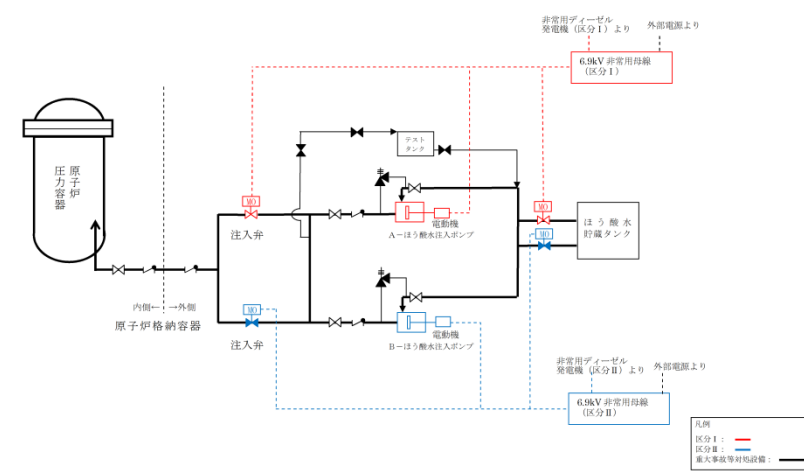 非常用ディーゼル
発電機(区分Ⅰ)より
外部電源より
6.9kV 非常用母線
(区分Ⅰ)
原子炉
圧力容器
テスト
タンク
MO
注入弁
電動機
A-ほう酸水注入ポンプ
MO
MO
ほう酸水
貯蔵タンク
内側←
→外側
原子炉格納容器
MO
注入弁
電動機
B-ほう酸水注入ポンプ
非常用ディーゼル
発電機(区分Ⅱ)より
外部電源より
6.9kV 非常用母線
(区分Ⅱ)
凡例
区分Ⅰ:
区分Ⅱ:
重大事故等対処設備: